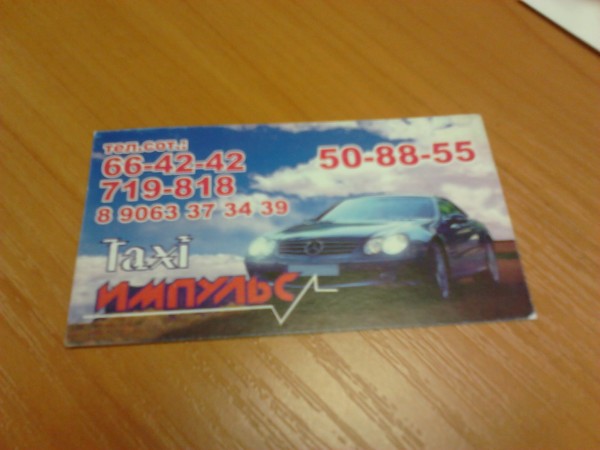 тел.сот.:
66-42-42
719-818
8 9063 37 34 39
50-88-55
Taxi
ИМПУЛЬС